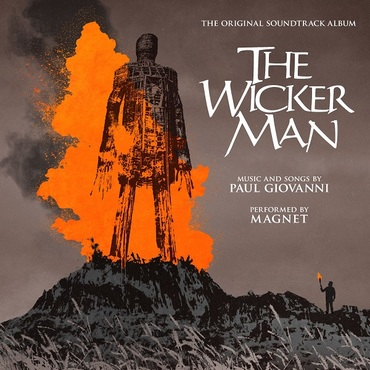 THE ORIGINAL SOUNDTRACK ALBUM
THE
WICKER
MAN
MUSIC AND SONGS BY
PAUL GIOVANNI
PERFORMED BY
MAGNET